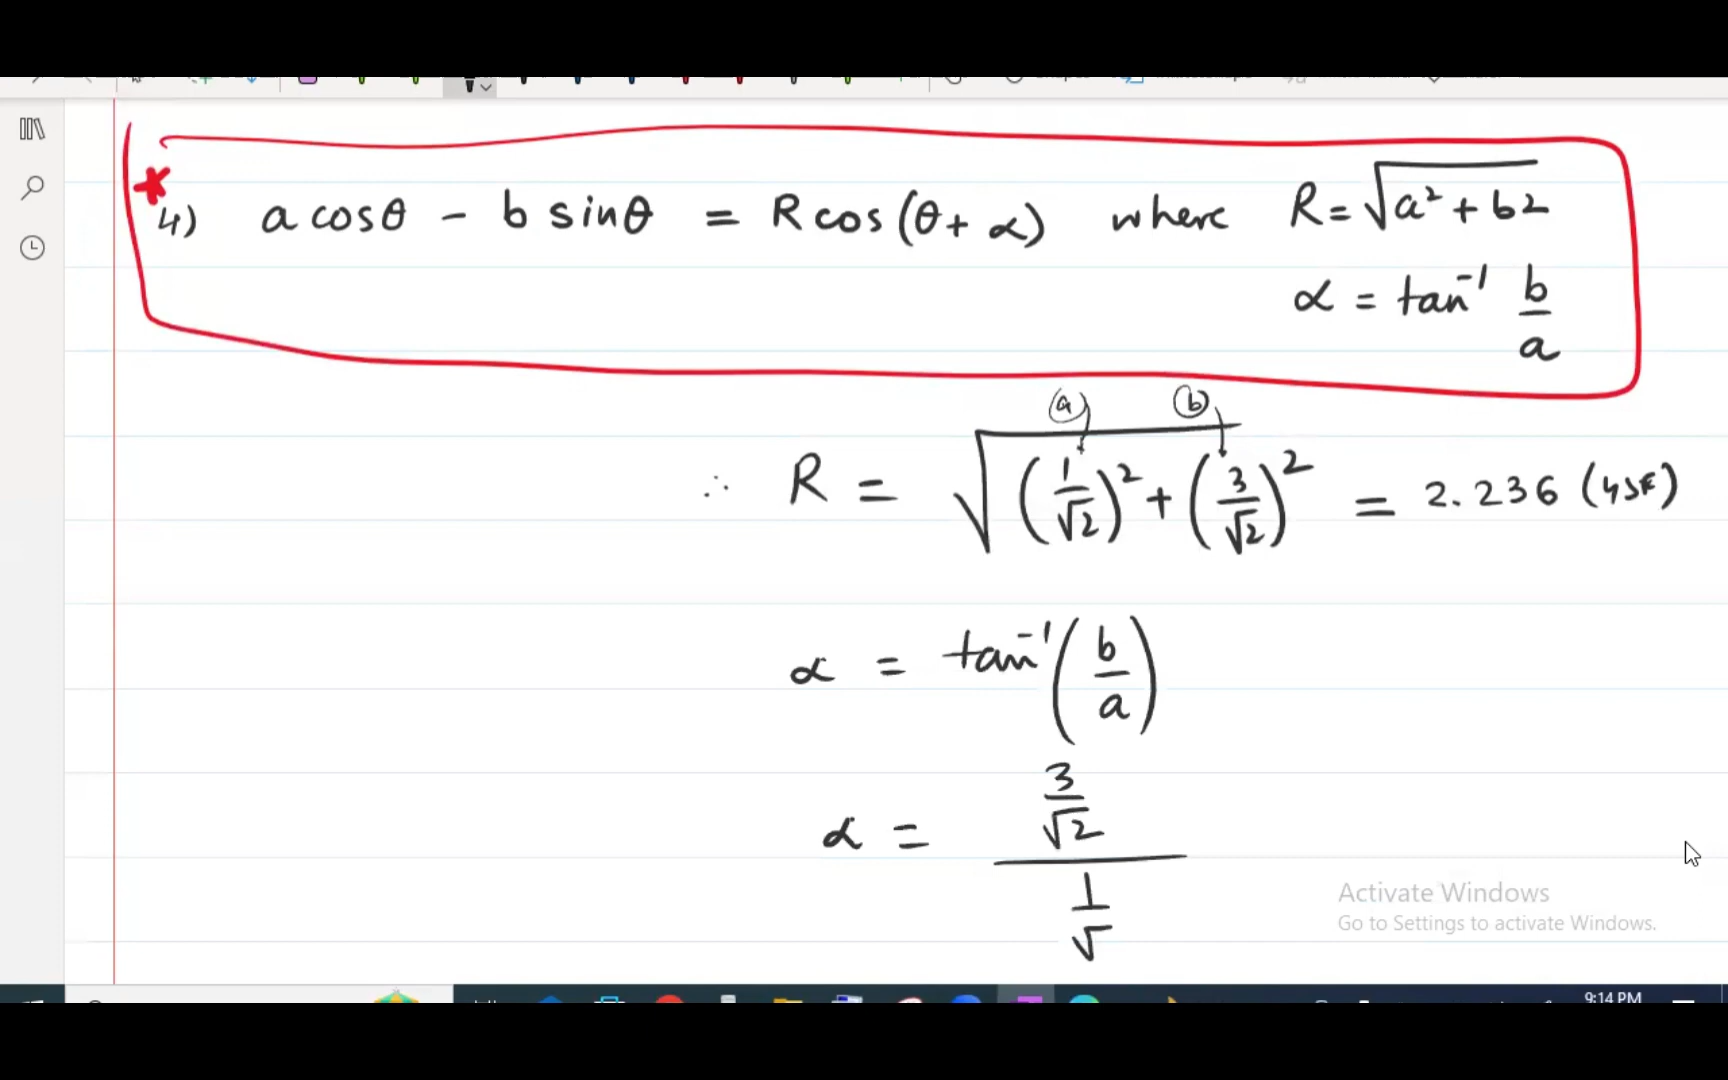 * 4) a cosθ - b sinθ = R cos(θ + α) where R = √a² + b2
α = tan⁻¹ b/a
(a) (b)
∴ R = √(1/√2)² + (3/√2)² = 2.236 (4SF)
α = tan⁻¹(b/a)
α = 3/√2 / 1/√
Activate Windows
Go to Settings to activate Windows.
9:14 PM